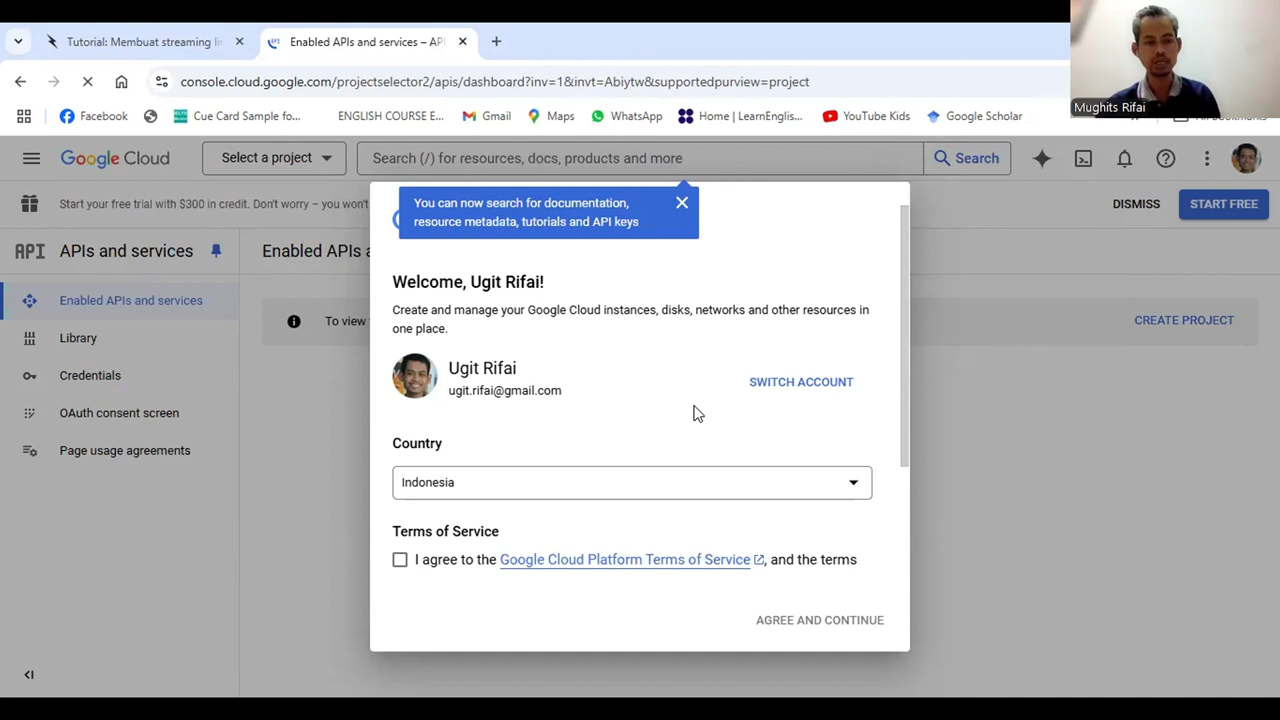 Tutorial: Membuat streaming li
Enabled APIs and services – API
console.cloud.google.com/projectselector2/apis/dashboard?inv=1&invt=Abiytw&supportedpurview=project
Mughits Rifai
Facebook
Cue Card Sample fo...
ENGLISH COURSE E...
Gmail
Maps
WhatsApp
Home | LearnEnglis...
YouTube Kids
Google Scholar
Google Cloud
Select a project
Search (/) for resources, docs, products and more
Search
Start your free trial with $300 in credit. Don't worry – you won't
DISMISS
START FREE
You can now search for documentation,
resource metadata, tutorials and API keys
API APIs and services
Enabled APIs a
Enabled APIs and services
Library
Credentials
OAuth consent screen
Page usage agreements
To view
CREATE PROJECT
Welcome, Ugit Rifai!
Create and manage your Google Cloud instances, disks, networks and other resources in
one place.
Ugit Rifai
ugit.rifai@gmail.com
SWITCH ACCOUNT
Country
Indonesia
Terms of Service
I agree to the Google Cloud Platform Terms of Service, and the terms
AGREE AND CONTINUE